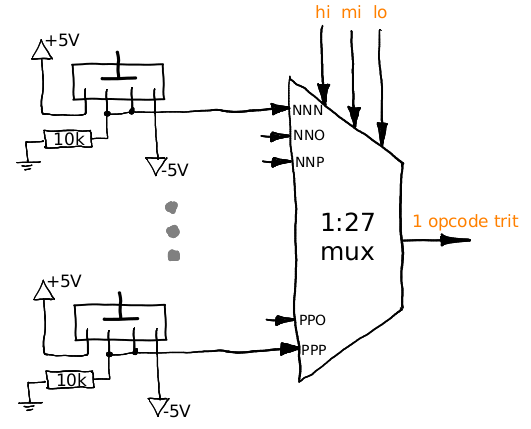 hi mi lo
+5V
NNN
10k
NNO
-5V
NNP
1:27
mux
1 opcode trit
+5V
PPO
PPP
10k
-5V